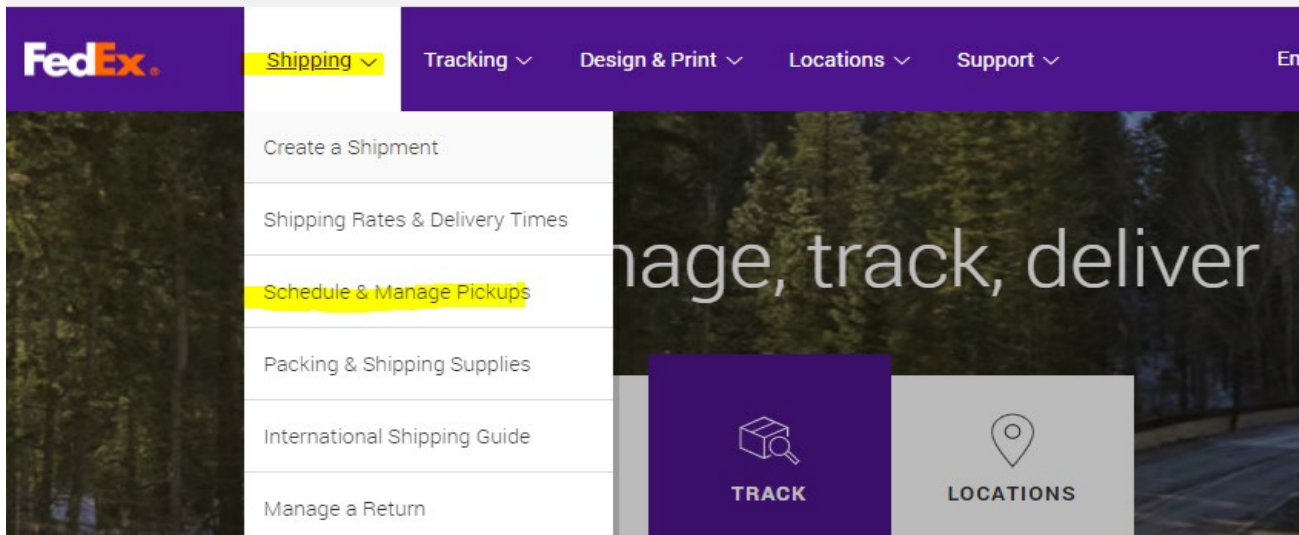 FedEx®
Shipping
Tracking
Design & Print
Locations
Support
Create a Shipment
Shipping Rates & Delivery Times
Schedule & Manage Pickups
Packing & Shipping Supplies
International Shipping Guide
Manage a Return
track, deliver
TRACK
LOCATIONS